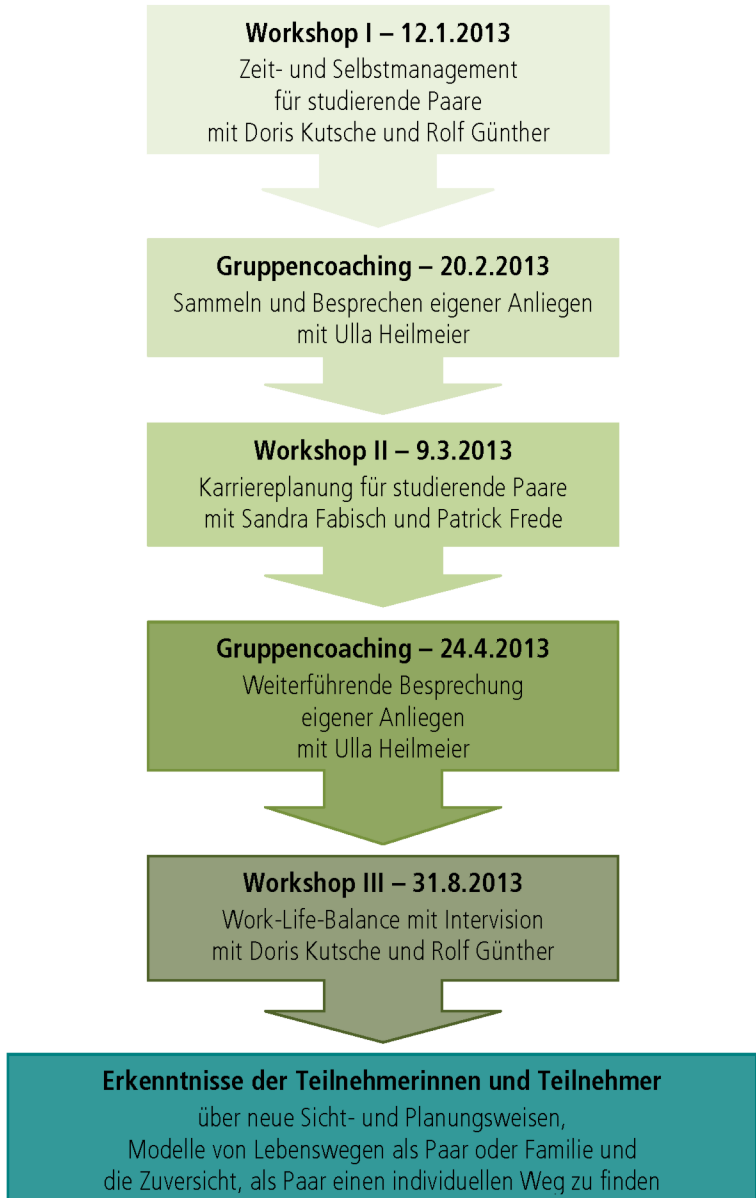 Workshop I – 12.1.2013
Zeit- und Selbstmanagement
für studierende Paare
mit Doris Kutsche und Rolf Günther
Gruppencoaching – 20.2.2013
Sammeln und Besprechen eigener Anliegen
mit Ulla Heilmeier
Workshop II – 9.3.2013
Karriereplanung für studierende Paare
mit Sandra Fabisch und Patrick Frede
Gruppencoaching – 24.4.2013
Weiterführende Besprechung
eigener Anliegen
mit Ulla Heilmeier
Workshop III – 31.8.2013
Work-Life-Balance mit Intervision
mit Doris Kutsche und Rolf Günther
Erkenntnisse der Teilnehmerinnen und Teilnehmer
über neue Sicht- und Planungsweisen,
Modelle von Lebenswegen als Paar oder Familie und
die Zuversicht, als Paar einen individuellen Weg zu finden